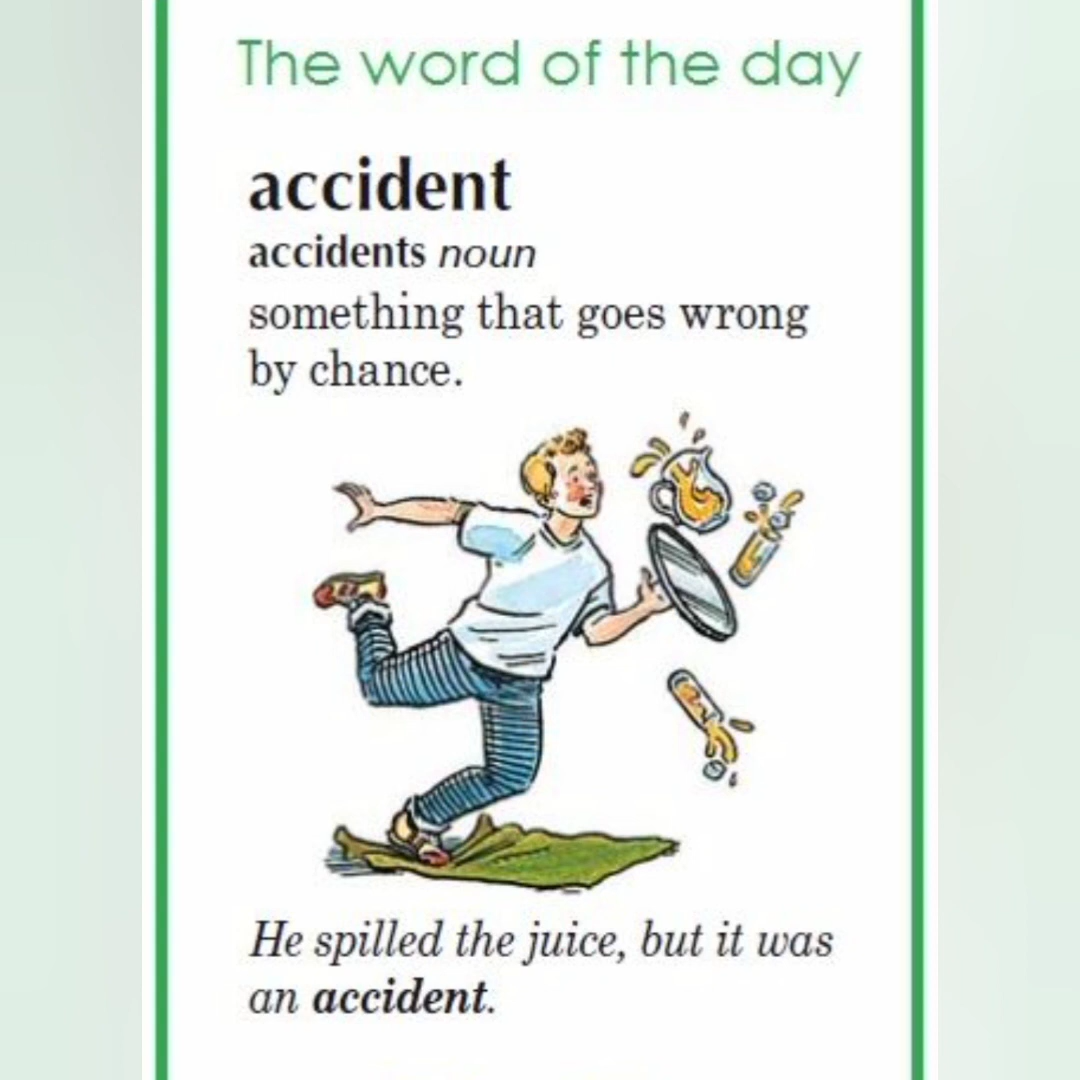 The word of the day
accident
accidents noun
something that goes wrong
by chance.
He spilled the juice, but it was
an accident.